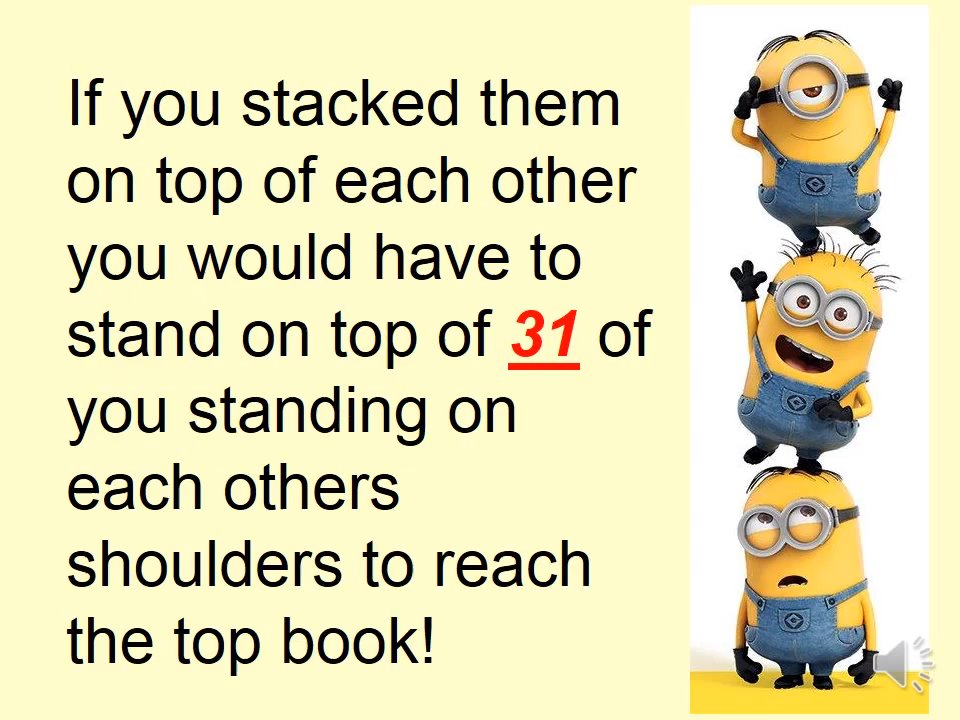 If you stacked them
on top of each other
you would have to
stand on top of 31 of
you standing on
each others
shoulders to reach
the top book!